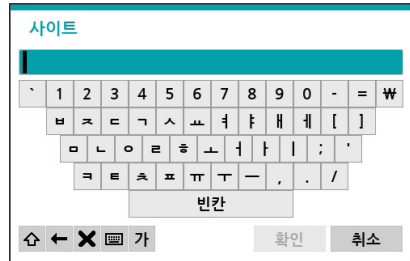 사이트
` 1 2 3 4 5 6 7 8 9 0 - = ₩
ㅂ ㅈ ㄷ ㄱ ㅅ ㅛ ㅕ ㅑ ㅐ ㅔ [ ]
ㅁ ㄴ ㅇ ㄹ ㅎ ㅗ ㅓ ㅏ ㅣ ; '
ㅋ ㅌ ㅊ ㅍ ㅠ ㅜ ㅡ , . /
빈칸
가 확인 취소